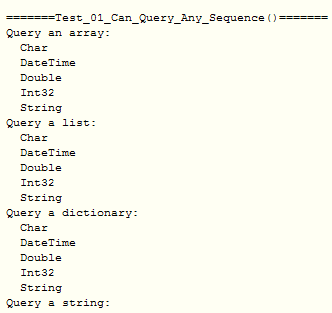 =======Test_01_Can_Query_Any_Sequence()=======
Query an array:
Char
DateTime
Double
Int32
String
Query a list:
Char
DateTime
Double
Int32
String
Query a dictionary:
Char
DateTime
Double
Int32
String
Query a string: